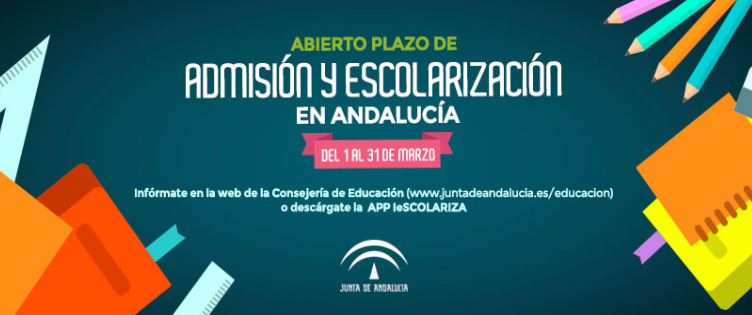 ABIERTO PLAZO DE
ADMISIÓN Y ESCOLARIZACIÓN
EN ANDALUCÍA
DEL 1 AL 31 DE MARZO
Infórmate en la web de la Consejería de Educación (www.juntadeandalucia.es/educacion)
o descárgate la APP IeSCOLARIZA
JUNTA DE ANDALUCIA